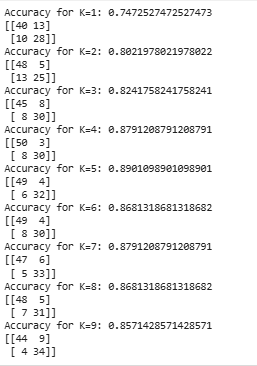 Accuracy for K=1: 0.7472527472527473
[[40 13]
 [10 28]]
Accuracy for K=2: 0.8021978021978022
[[48  5]
 [13 25]]
Accuracy for K=3: 0.8241758241758241
[[45  8]
 [ 8 30]]
Accuracy for K=4: 0.8791208791208791
[[50  3]
 [ 8 30]]
Accuracy for K=5: 0.8901098901098901
[[49  4]
 [ 6 32]]
Accuracy for K=6: 0.8681318681318682
[[49  4]
 [ 8 30]]
Accuracy for K=7: 0.8791208791208791
[[47  6]
 [ 5 33]]
Accuracy for K=8: 0.8681318681318682
[[48  5]
 [ 7 31]]
Accuracy for K=9: 0.8571428571428571
[[44  9]
 [ 4 34]]